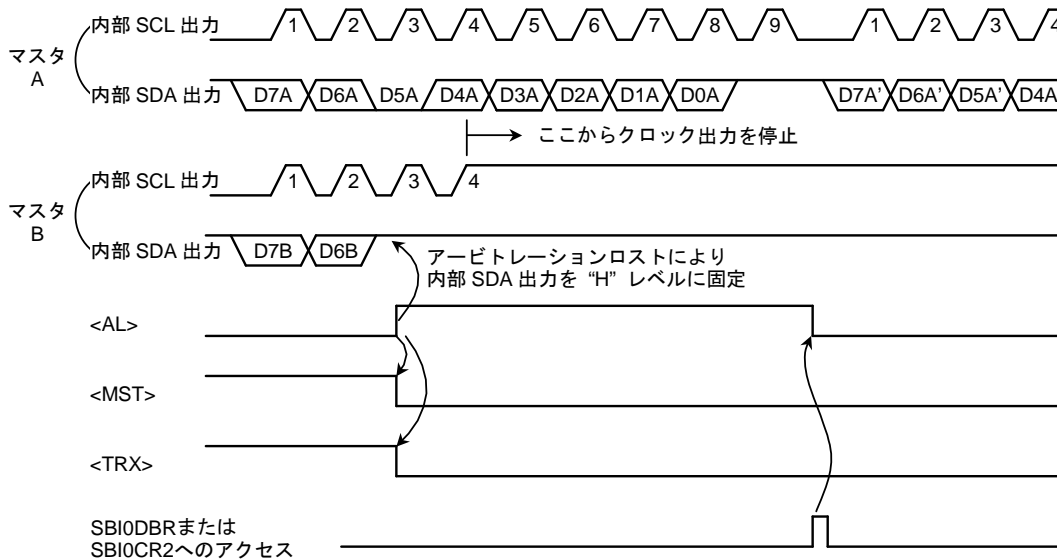 マスタ
A
内部 SCL 出力
1 2 3 4 5 6 7 8 9 1 2 3 4
内部 SDA 出力
D7A D6A D5A D4A D3A D2A D1A D0A D7A' D6A' D5A' D4A
ここからクロック出力を停止
マスタ
B
内部 SCL 出力
1 2 3 4
内部 SDA 出力
D7B D6B
アービトレーションロストにより
内部 SDA 出力を “H” レベルに固定
<AL>
<MST>
<TRX>
SBI0DBRまたは
SBI0CR2へのアクセス